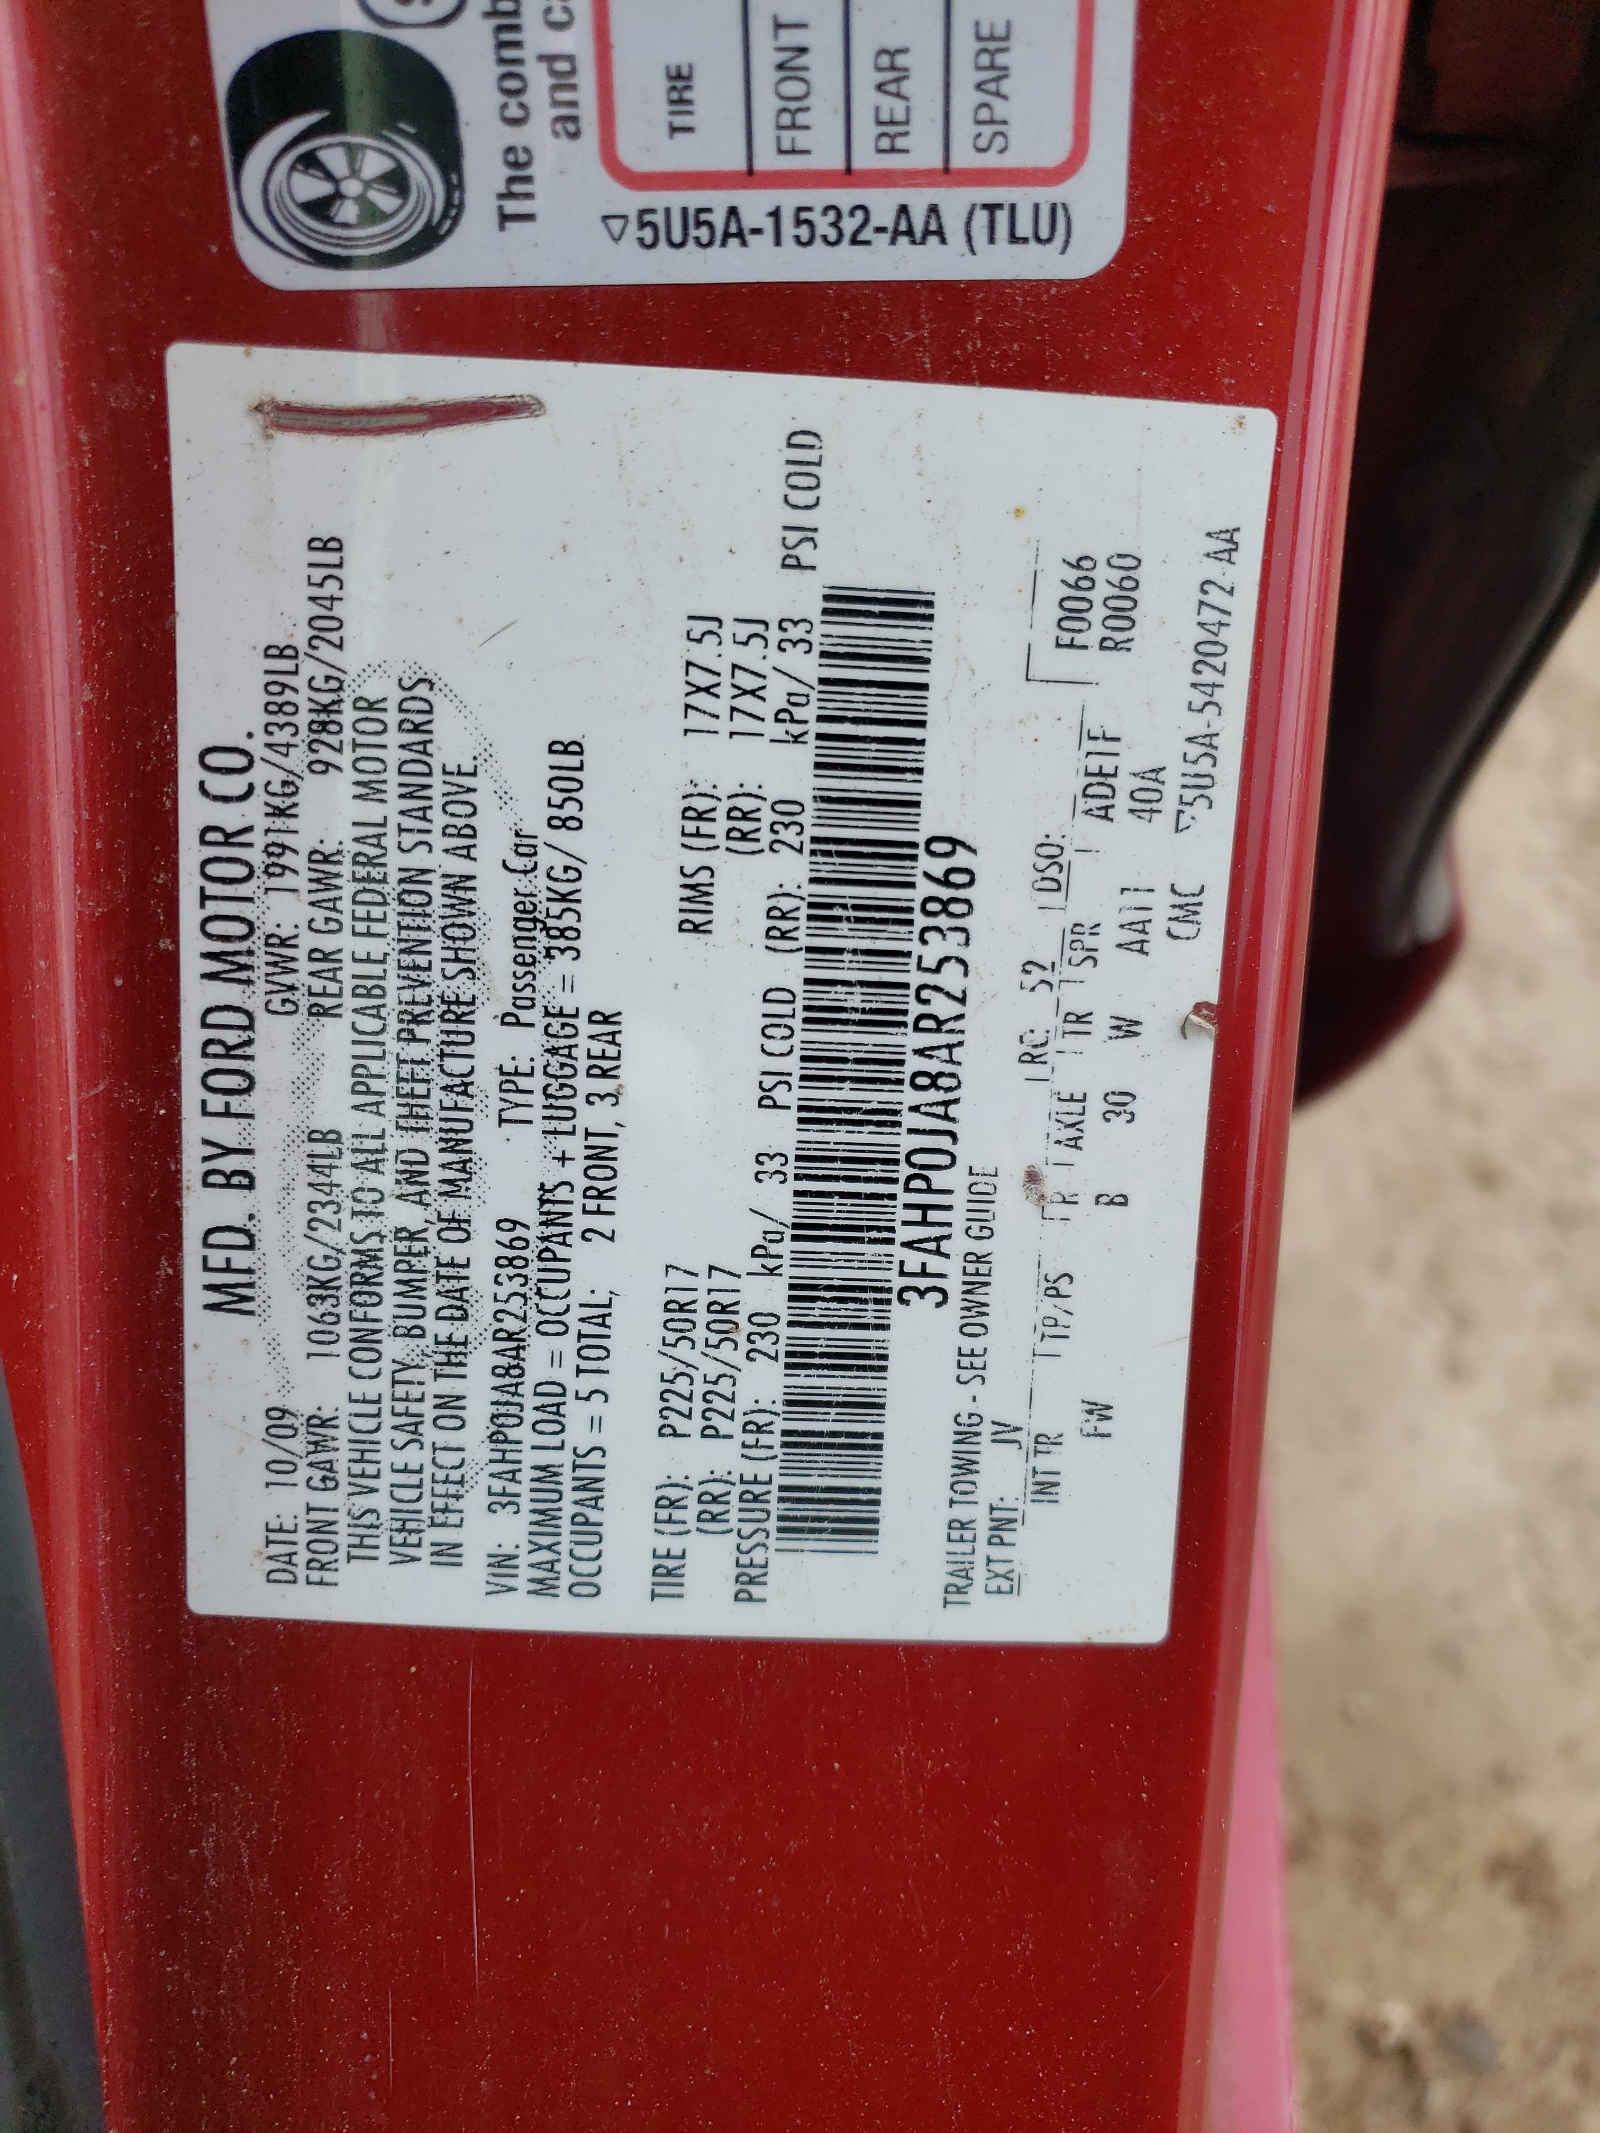 MFD. BY FORD MOTOR CO.
DATE: 10/09 GVWR: 1991KG/4389LB
FRONT GAWR: 1063KG/2344LB REAR GAWR: 928KG/2045LB
THIS VEHICLE CONFORMS TO ALL APPLICABLE FEDERAL MOTOR
VEHICLE SAFETY, BUMPER, AND THEFT PREVENTION STANDARDS
IN EFFECT ON THE DATE OF MANUFACTURE SHOWN ABOVE.
VIN: 3FAHP0JA8AR253869 TYPE: Passenger Car
MAXIMUM LOAD = OCCUPANTS + LUGGAGE = 385KG/ 850LB
OCCUPANTS = 5 TOTAL; 2 FRONT, 3 REAR
TIRE (FR): P225/50R17 RIMS (FR): 17X7.5J
(RR): P225/50R17 (RR): 17X7.5J
PRESSURE (FR): 230 kPa/ 33 PSI COLD (RR): 230 kPa/ 33 PSI COLD
3FAHP0JA8AR253869
TRAILER TOWING - SEE OWNER GUIDE
EXT PNT: JV RC: 52 DSO:
INT TR TP/PS R AXLE TR SPR ADE1F F0066
FW B 30 W AA11 40A R0060
CMC ▽5U5A-5420472-AA
The comb
and ca
TIRE
FRONT
REAR
SPARE
▽5U5A-1532-AA (TLU)